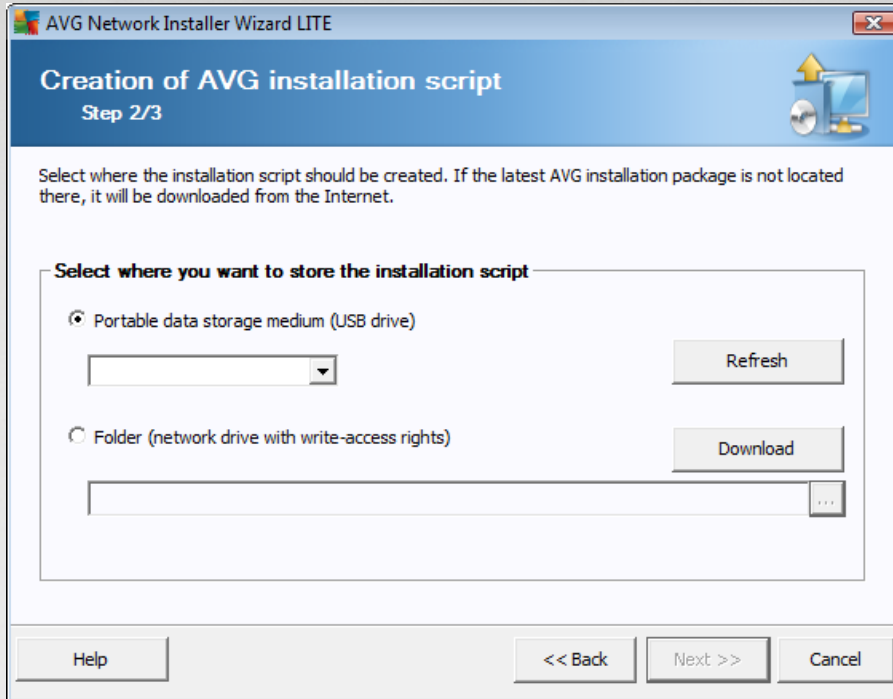 AVG Network Installer Wizard LITE
Creation of AVG installation script
Step 2/3
Select where the installation script should be created. If the latest AVG installation package is not located
there, it will be downloaded from the Internet.
Select where you want to store the installation script
Portable data storage medium (USB drive)
Refresh
Folder (network drive with write-access rights)
Download
...
Help
<< Back
Next >>
Cancel